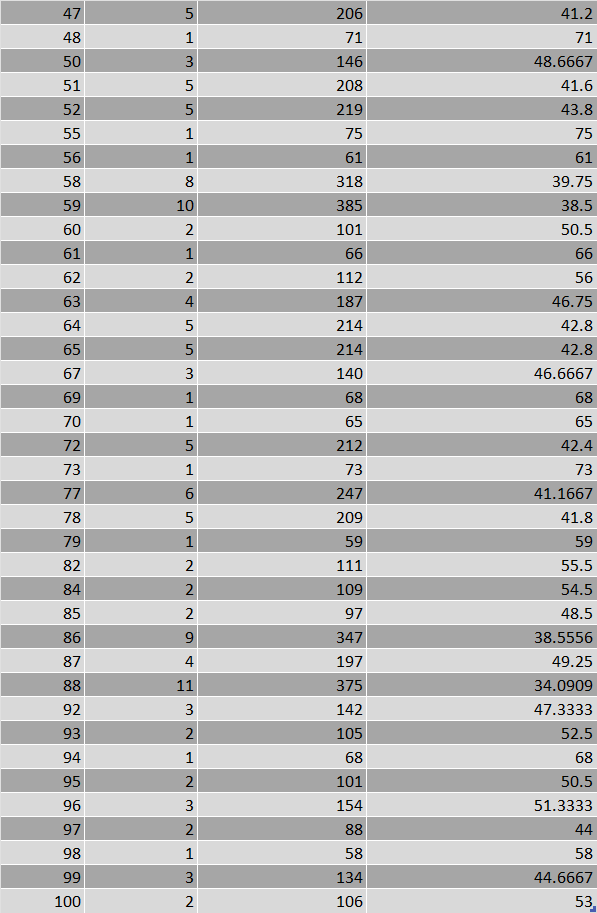 47 5 206 41.2
48 1 71 71
50 3 146 48.6667
51 5 208 41.6
52 5 219 43.8
55 1 75 75
56 1 61 61
58 8 318 39.75
59 10 385 38.5
60 2 101 50.5
61 1 66 66
62 2 112 56
63 4 187 46.75
64 5 214 42.8
65 5 214 42.8
67 3 140 46.6667
69 1 68 68
70 1 65 65
72 5 212 42.4
73 1 73 73
77 6 247 41.1667
78 5 209 41.8
79 1 59 59
82 2 111 55.5
84 2 109 54.5
85 2 97 48.5
86 9 347 38.5556
87 4 197 49.25
88 11 375 34.0909
92 3 142 47.3333
93 2 105 52.5
94 1 68 68
95 2 101 50.5
96 3 154 51.3333
97 2 88 44
98 1 58 58
99 3 134 44.6667
100 2 106 53